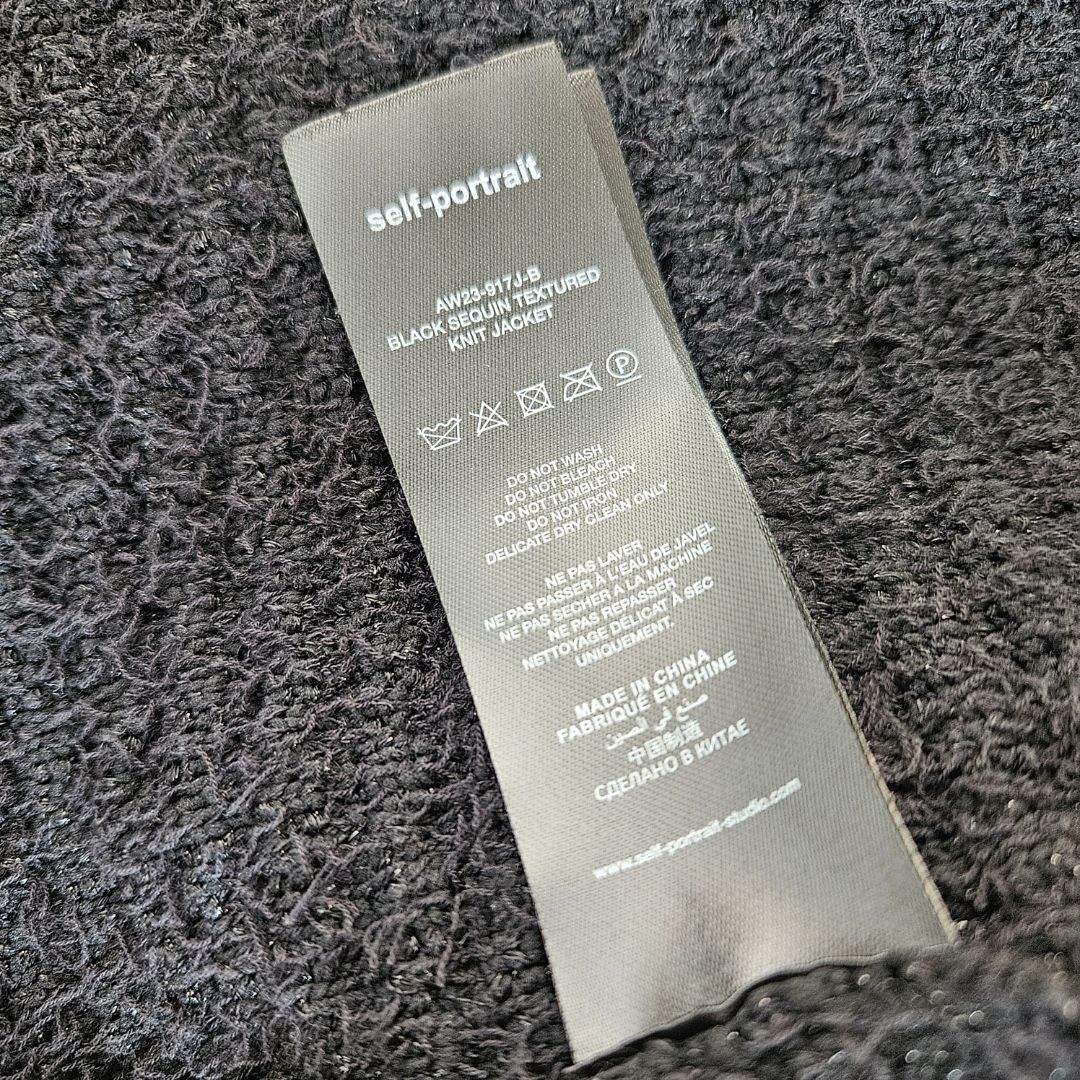 self-portrait
AW23-917J-B
BLACK SEQUIN TEXTURED
KNIT JACKET
P
DO NOT WASH
DO NOT BLEACH
DO NOT TUMBLE DRY
DO NOT IRON
DELICATE DRY CLEAN ONLY
NE PAS LAVER
NE PAS PASSER À L'EAU DE JAVEL
NE PAS SECHER À LA MACHINE
NE PAS REPASSER
NETTOYAGE DÉLICAT À SEC
UNIQUEMENT.
MADE IN CHINA
FABRIQUÉ EN CHINE
صنع في الصين
中国制造
СДЕЛАНО В КИТАЕ
www.self-portrait-studio.com